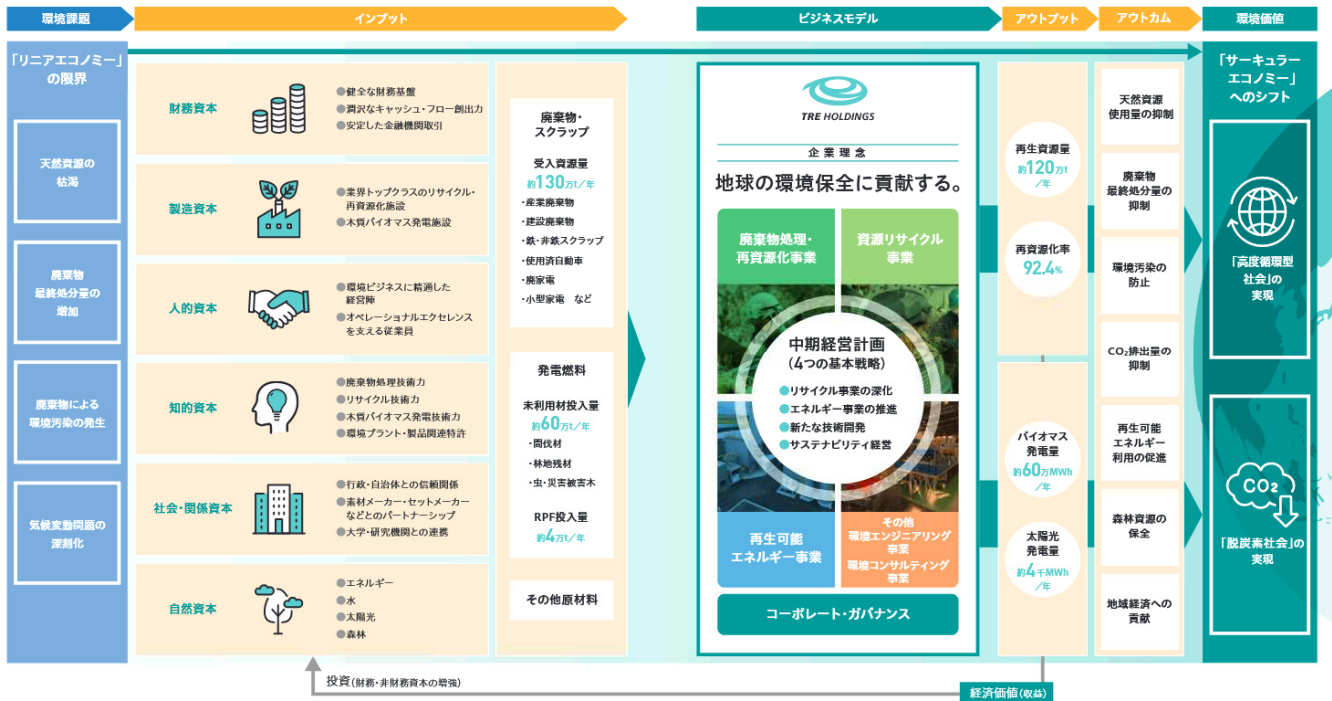 環境課題
インプット
ビジネスモデル
アウトプット
アウトカム
環境価値
「リニアエコノミー」
の限界
天然資源の
枯渇
廃棄物
最終処分量の
増加
廃棄物による
環境汚染の発生
気候変動問題の
深刻化
財務資本
●健全な財務基盤
●潤沢なキャッシュ・フロー創出力
●安定した金融機関取引
製造資本
●業界トップクラスのリサイクル・
再資源化施設
●木質バイオマス発電施設
人的資本
●環境ビジネスに精通した
経営陣
●オペレーショナルエクセレンス
を支える従業員
知的資本
●廃棄物処理技術力
●リサイクル技術力
●木質バイオマス発電技術力
●環境プラント・製品関連特許
社会・関係資本
●行政・自治体との信頼関係
●素材メーカー・セットメーカー
などとのパートナーシップ
●大学・研究機関との連携
自然資本
●エネルギー
●水
●太陽光
●森林
廃棄物・
スクラップ
受入資源量
約130万t/年
・産業廃棄物
・建設廃棄物
・鉄・非鉄スクラップ
・使用済自動車
・廃家電
・小型家電 など
発電燃料
未利用材投入量
約60万t/年
・間伐材
・林地残材
・虫・災害被害木
RPF投入量
約4万t/年
その他原材料
TRE HOLDINGS
企業理念
地球の環境保全に貢献する。
廃棄物処理・
再資源化事業
資源リサイクル
事業
中期経営計画
(4つの基本戦略)
●リサイクル事業の深化
●エネルギー事業の推進
●新たな技術開発
●サステナビリティ経営
再生可能
エネルギー事業
その他
環境エンジニアリング
事業
環境コンサルティング
事業
コーポレート・ガバナンス
再生資源量
約120万t
/年
再資源化率
92.4%
バイオマス
発電量
約60万MWh
/年
太陽光
発電量
約4千MWh
/年
天然資源
使用量の抑制
廃棄物
最終処分量の
抑制
環境汚染の
防止
CO₂排出量の
抑制
再生可能
エネルギー
利用の促進
森林資源の
保全
地域経済への
貢献
「サーキュラー
エコノミー」
へのシフト
「高度循環型
社会」の
実現
CO₂
「脱炭素社会」の
実現
投資(財務・非財務資本の増強)
経済価値(収益)